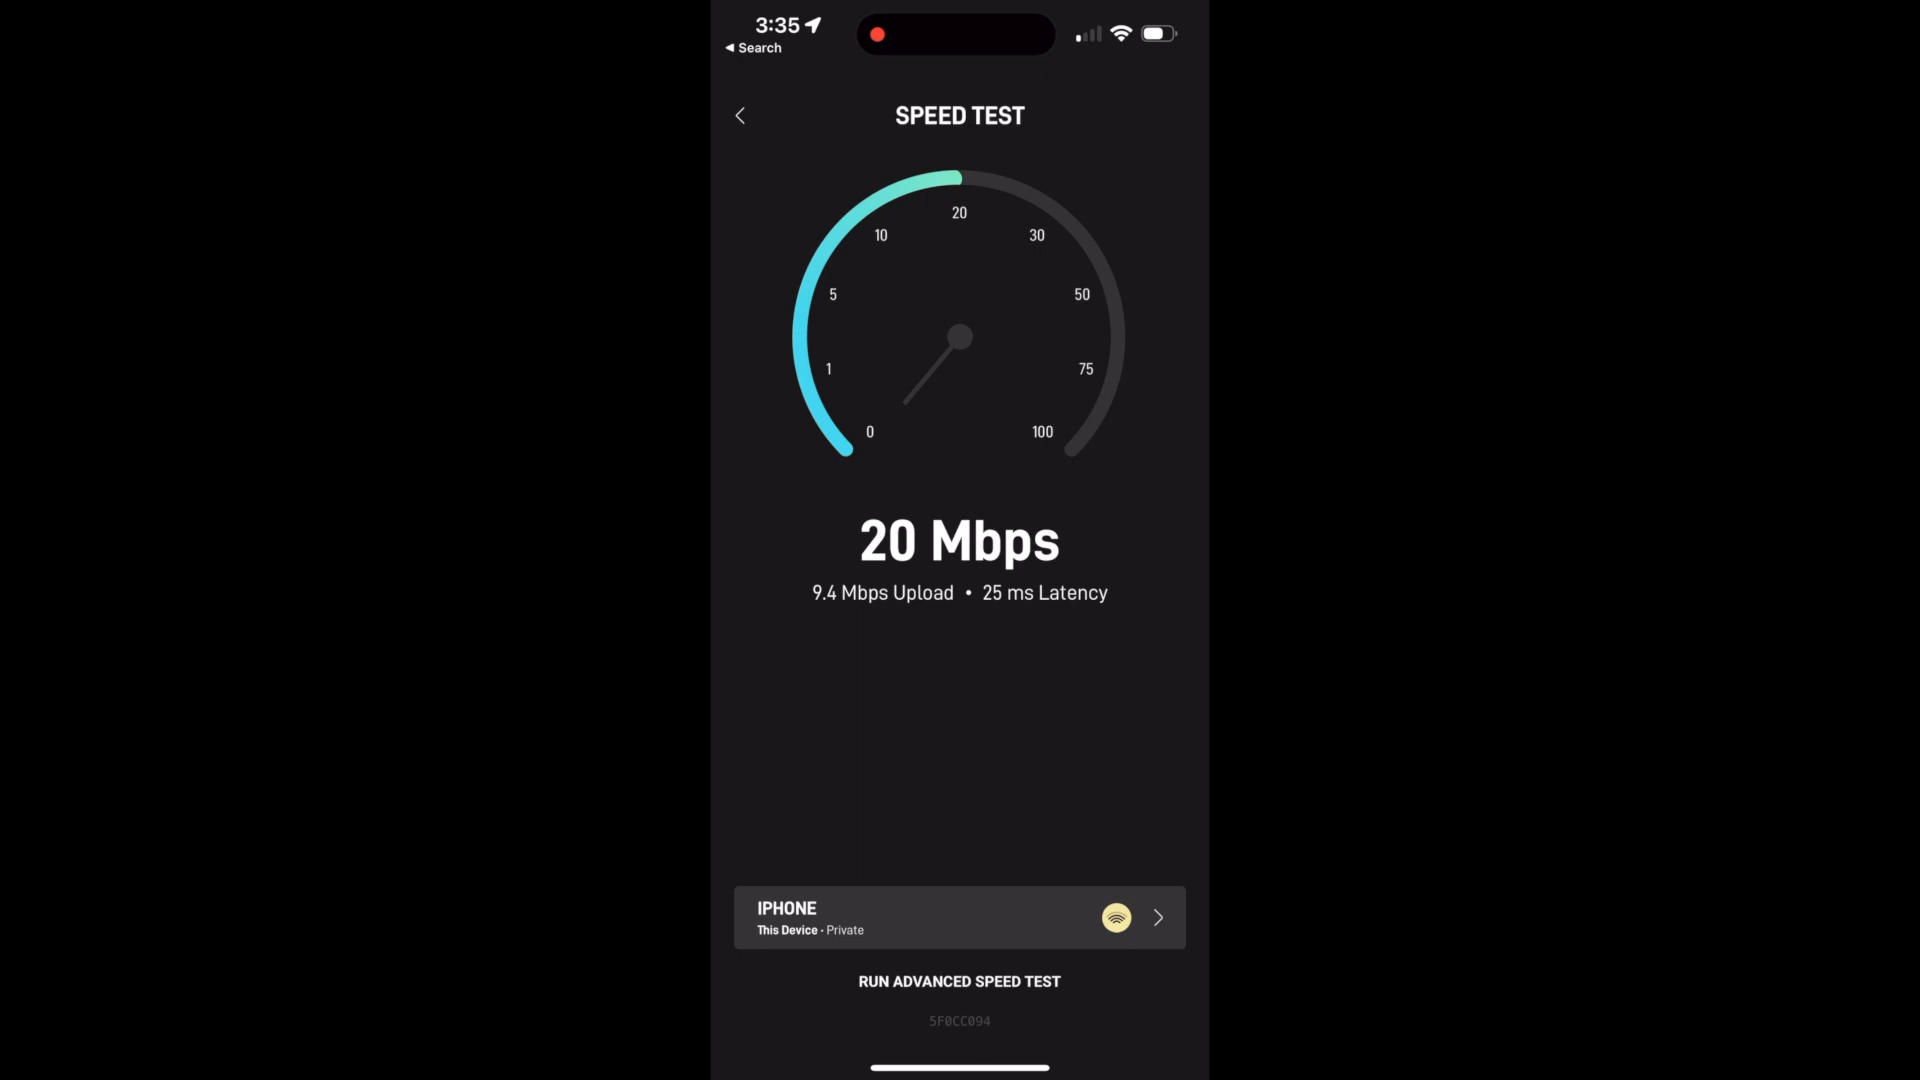 3:35
◀ Search
SPEED TEST
20
10
30
5
50
1
75
0
100
20 Mbps
9.4 Mbps Upload • 25 ms Latency
IPHONE
This Device · Private
RUN ADVANCED SPEED TEST
5F0CC094